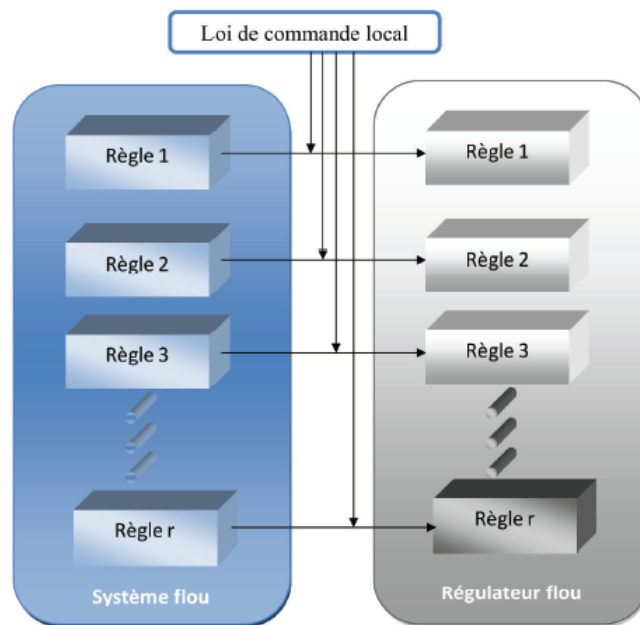 Loi de commande local
Règle 1
Règle 1
Règle 2
Règle 2
Règle 3
Règle 3
Règle r
Règle r
Système flou
Régulateur flou